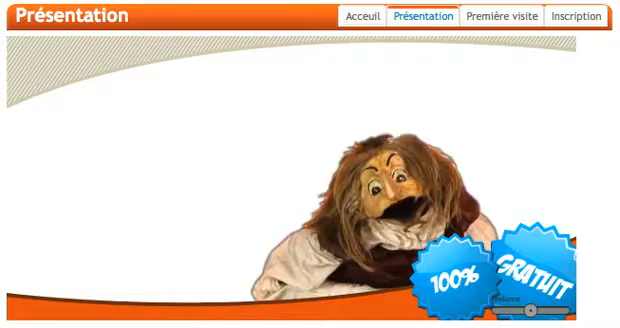 Présentation
Acceuil
Présentation
Première visite
Inscription
100%
GRATUIT
Volume